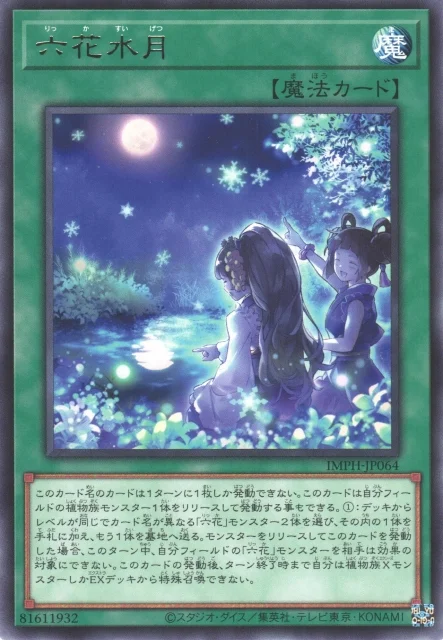 六花水月
りっかすいげつ
魔
【魔法カード】
IMPH-JP064
このカード名のカードは1ターンに1枚しか発動できない。このカードは自分フィー
ルドの植物族モンスター1体をリリースして発動する事もできる。①:デッキから
レベルが同じでカード名が異なる「六花」モンスター2体を選び、その内の1体を
手札に加え、もう1体を墓地へ送る。モンスターをリリースしてこのカードを発動
した場合、このターン中、自分フィールドの「六花」モンスターを相手は効果の
対象にできない。このカードの発動後、ターン終了時まで自分は植物族Xモン
スターしかEXデッキから特殊召喚できない。
81611932
©スタジオ・ダイス/集英社・テレビ東京・KONAMI